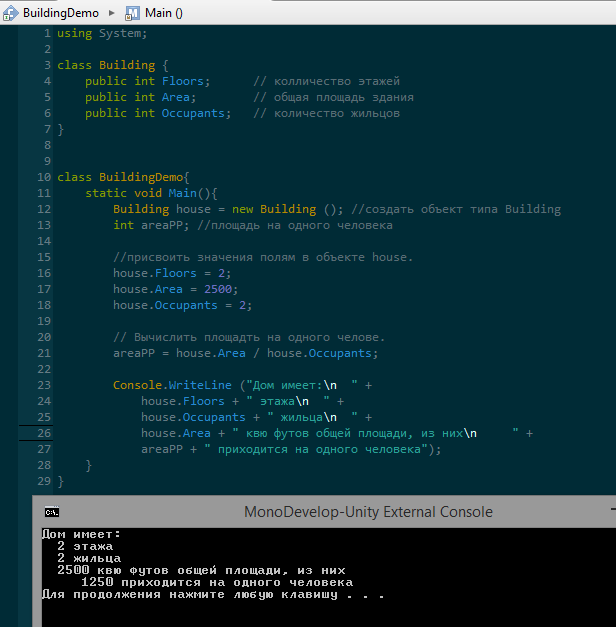 BuildingDemo ▸ Main ()
1 using System;
2
3 class Building {
4 public int Floors; // колличество этажей
5 public int Area; // общая площадь здания
6 public int Occupants; // количество жильцов
7 }
8
9
10 class BuildingDemo{
11 static void Main(){
12 Building house = new Building (); //создать объект типа Building
13 int areaPP; //площадь на одного человека
14
15 //присвоить значения полям в объекте house.
16 house.Floors = 2;
17 house.Area = 2500;
18 house.Occupants = 2;
19
20 // Вычислить площадть на одного челове.
21 areaPP = house.Area / house.Occupants;
22
23 Console.WriteLine ("Дом имеет:\n  " +
24 house.Floors + " этажа\n  " +
25 house.Occupants + " жильца\n  " +
26 house.Area + " квю футов общей площади, из них\n     " +
27 areaPP + " приходится на одного человека");
28 }
29 }
MonoDevelop-Unity External Console
Дом имеет:
2 этажа
2 жильца
2500 квю футов общей площади, из них
1250 приходится на одного человека
Для продолжения нажмите любую клавишу . . .